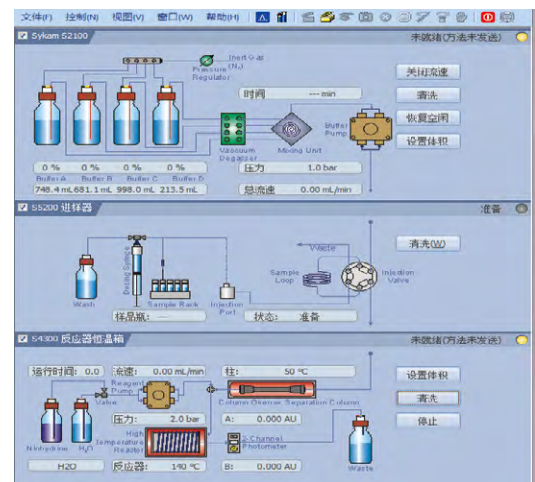 文件(F) 控制(N) 视图(V) 窗口(W) 帮助(H)
Sykam S2100 未就绪(方法未发送)
Inert Gas
(N₂)
Pressure
Regulator
关闭流速
时间 --- min
清洗
Buffer
Pump
恢复空闲
设置体积
Vacuum
Degasser
Mixing Unit
0 % 0 % 0 % 0 %
压力 1.0 bar
Buffer A Buffer B Buffer C Buffer D
748.4 mL 681.1 mL 998.0 mL 213.5 mL
总流速 0.00 mL/min
S5200 进样器 准备
Waste
清洗(W)
Dosing Syringe
Sample
Loop
Injection
Valve
Wash
Sample Rack
Injection
Port
样品瓶: ---
状态: 准备
S4300 反应器恒温箱 未就绪(方法未发送)
运行时间: 0.0 流速: 0.00 mL/min 柱: 50 ºC
设置体积
Reagent
Pump
Valve
清洗
Column Oven
Separation Column
压力: 2.0 bar A: 0.000 AU
停止
High
Temperature
Reactor
2-Channel
Photometer
Ninhydrine H₂O
H2O 反应器: 140 ºC B: 0.000 AU
Waste